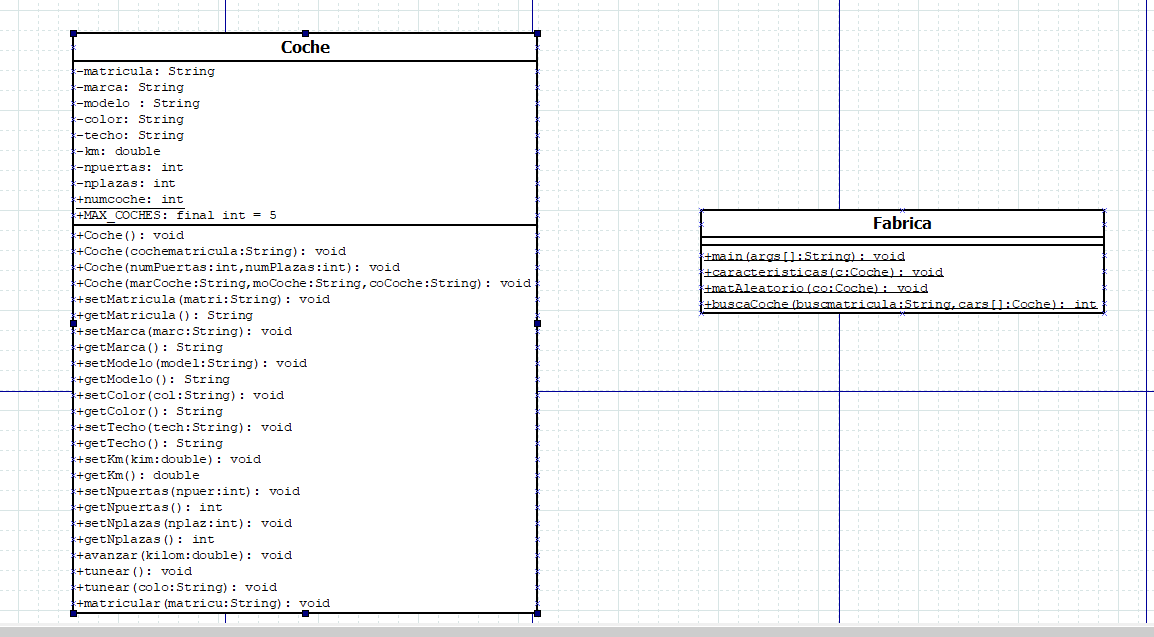 Coche
-matricula: String
-marca: String
-modelo : String
-color: String
-techo: String
-km: double
-npuertas: int
-nplazas: int
+numcoche: int
+MAX_COCHES: final int = 5
+Coche(): void
+Coche(cochematricula:String): void
+Coche(numPuertas:int,numPlazas:int): void
+Coche(marCoche:String,moCoche:String,coCoche:String): void
+setMatricula(matri:String): void
+getMatricula(): String
+setMarca(marc:String): void
+getMarca(): String
+setModelo(model:String): void
+getModelo(): String
+setColor(col:String): void
+getColor(): String
+setTecho(tech:String): void
+getTecho(): String
+setKm(kim:double): void
+getKm(): double
+setNpuertas(npuer:int): void
+getNpuertas(): int
+setNplazas(nplaz:int): void
+getNplazas(): int
+avanzar(kilom:double): void
+tunear(): void
+tunear(colo:String): void
+matricular(matricu:String): void
Fabrica
+main(args[]:String): void
+caracteristicas(c:Coche): void
+matAleatorio(co:Coche): void
+buscaCoche(buscmatricula:String,cars[]:Coche): int